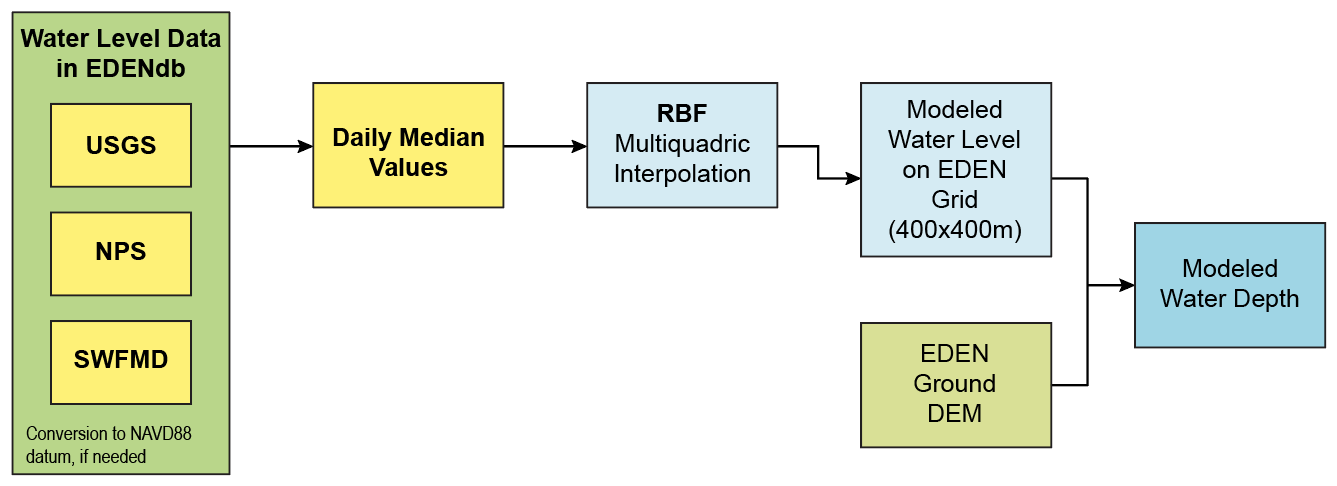 Water Level Data
in EDENdb
USGS
NPS
SWFMD
Conversion to NAVD88
datum, if needed
Daily Median
Values
RBF
Multiquadric
Interpolation
Modeled
Water Level
on EDEN
Grid
(400x400m)
EDEN
Ground
DEM
Modeled
Water Depth